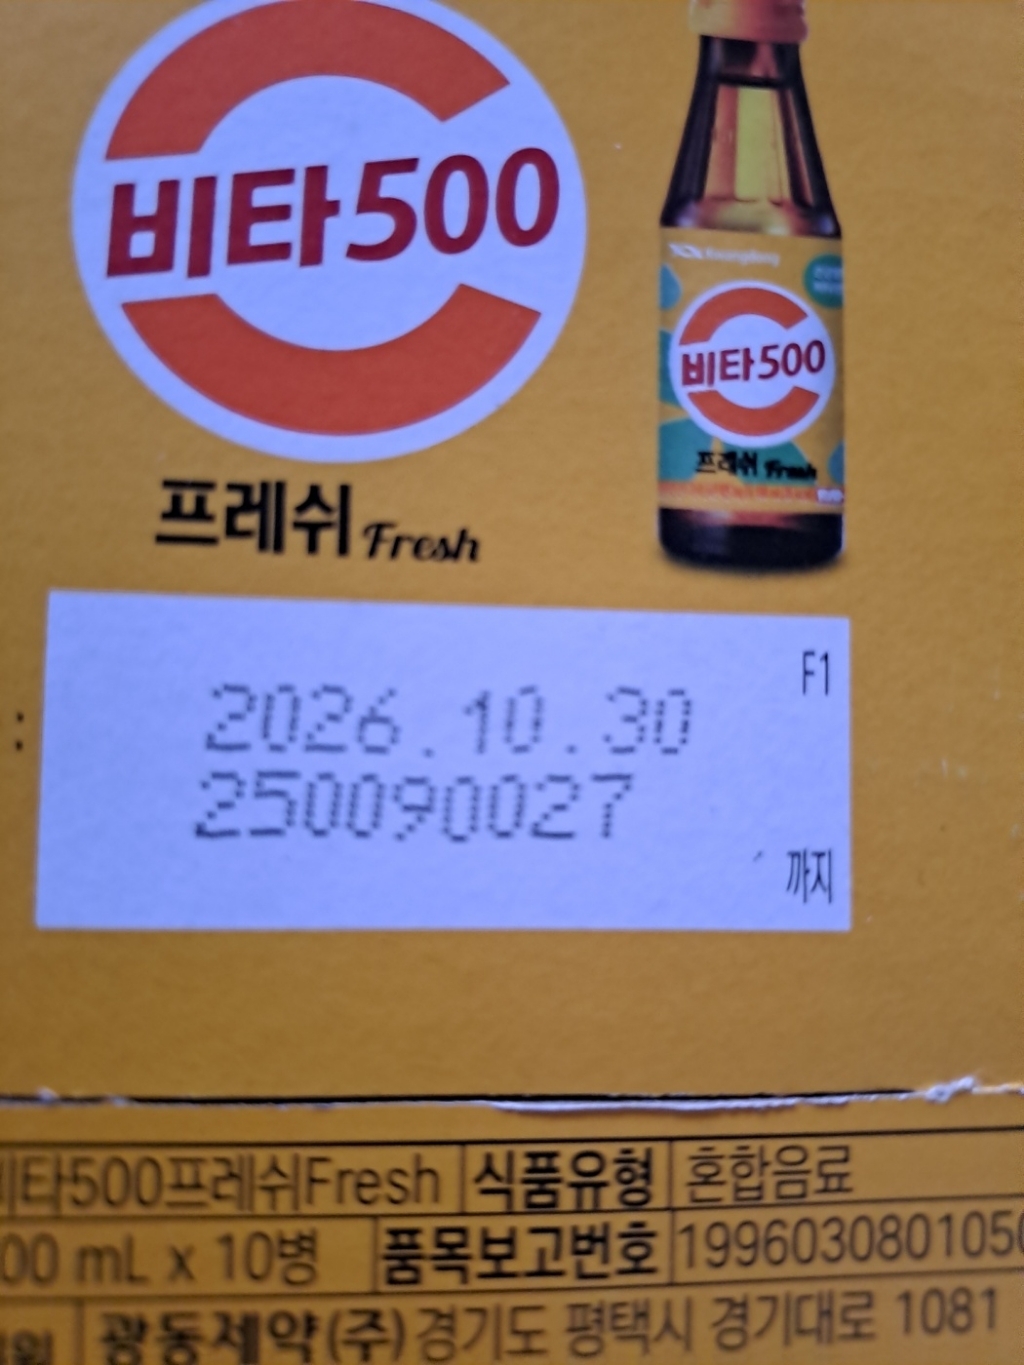 비타500
프레쉬 Fresh
비타500
프레쉬 Fresh
F1
:
2026.10.30
250090027
까지
비타500프레쉬Fresh 식품유형 혼합음료
00 mL x 10병 품목보고번호 1996030801050
광동제약(주) 경기도 평택시 경기대로 1081